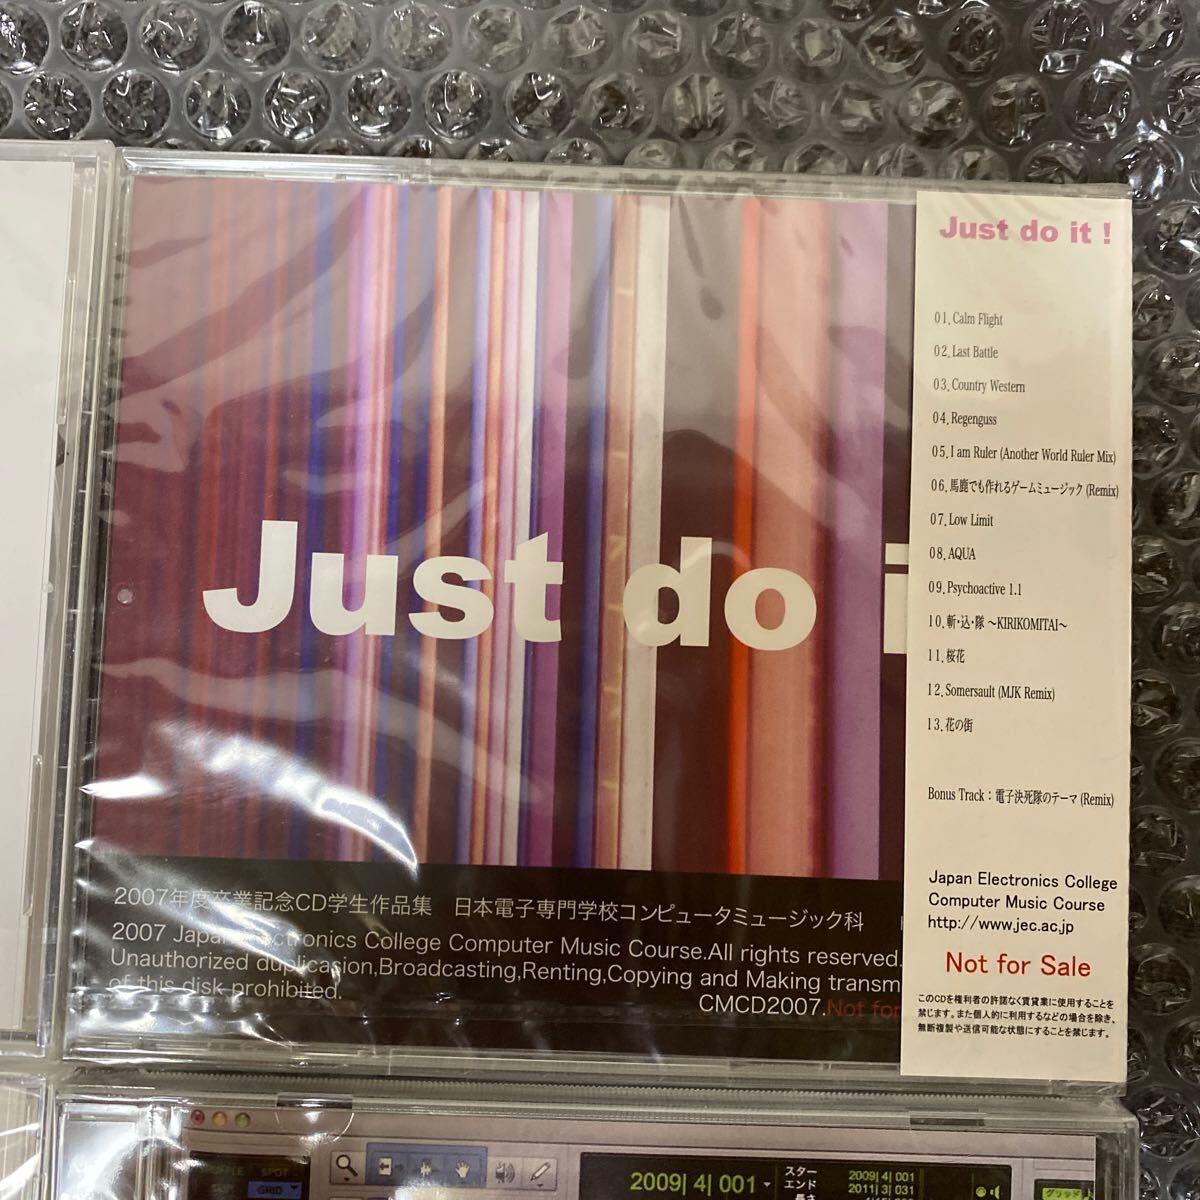 Just do it !
01. Calm Flight
02. Last Battle
03. Country Western
04. Regenguss
05. I am Ruler (Another World Ruler Mix)
06. 馬鹿でも作れるゲームミュージック (Remix)
07. Low Limit
08. AQUA
09. Psychoactive 1.1
10. 斬・込・隊 ～KIRIKOMITAI～
11. 桜花
12. Somersault (MJK Remix)
13. 花の街
Bonus Track : 電子決死隊のテーマ (Remix)
Japan Electronics College
Computer Music Course
http://www.jec.ac.jp
Not for Sale
このCDを権利者の許諾なく賃貸業に使用することを
禁じます。また個人的に利用するなどの場合を除き、
無断複製や送信可能な状態にすることを禁じます。
Just do i
2007年度卒業記念CD学生作品集 日本電子専門学校コンピュータミュージック科
2007 Japan Electronics College Computer Music Course.All rights reserved.
Unauthorized duplicasion,Broadcasting,Renting,Copying and Making transm
of this disk prohibited.
CMCD2007.Not for
SPOT
GRID
2009| 4| 001
スター 2009| 4| 001
エンド 2011| 3| 031
長さ
グリッド